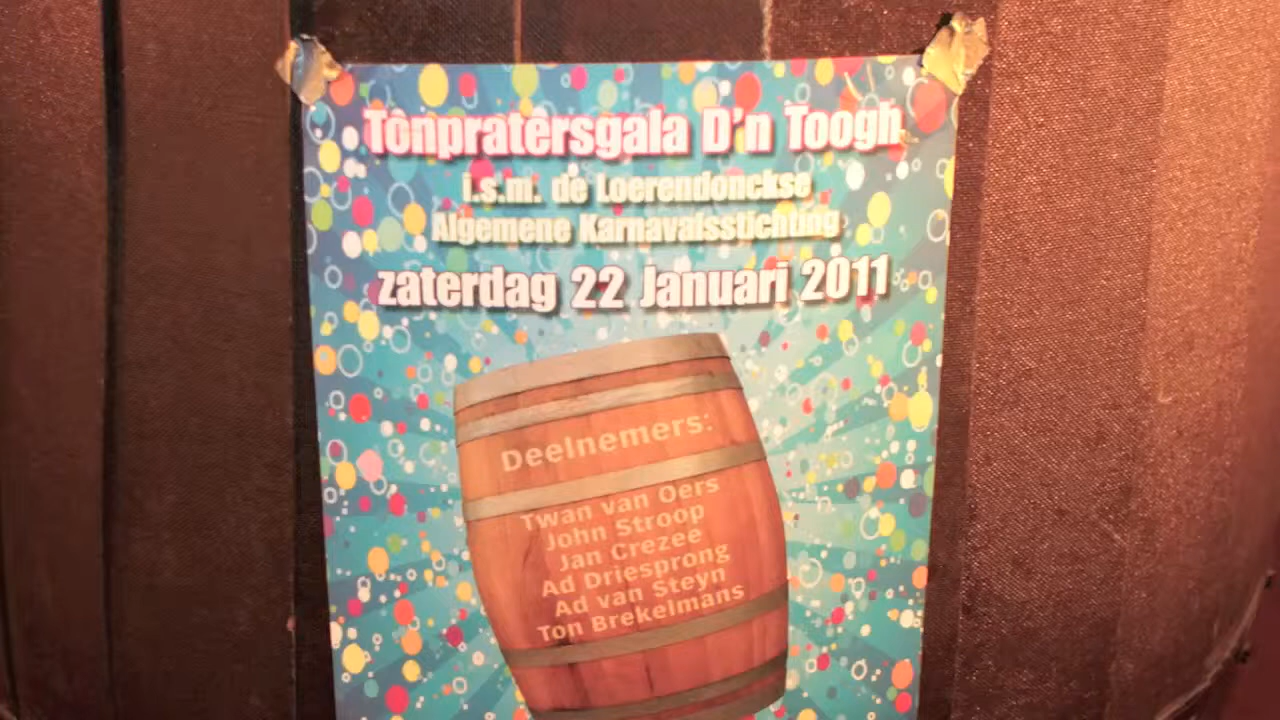 Tônpratêrsgala D'n Toogh
i.s.m. de Loerendonckse
Algemene Karnavalsstichting
zaterdag 22 Januari 2011
Deelnemers:
Twan van Oers
John Stroop
Jan Crezee
Ad Driesprong
Ad van Steyn
Ton Brekelmans